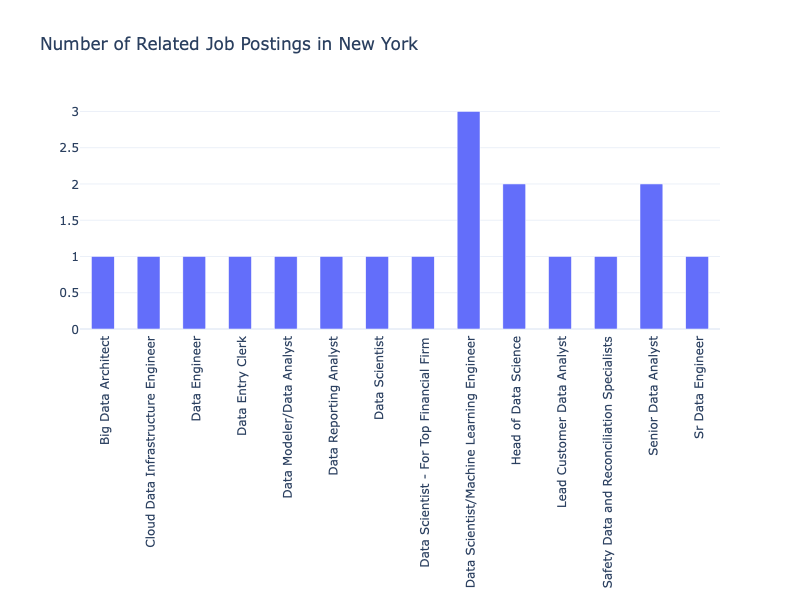 Number of Related Job Postings in New York
3
2.5
2
1.5
1
0.5
0
Big Data Architect
Cloud Data Infrastructure Engineer
Data Engineer
Data Entry Clerk
Data Modeler/Data Analyst
Data Reporting Analyst
Data Scientist
Data Scientist - For Top Financial Firm
Data Scientist/Machine Learning Engineer
Head of Data Science
Lead Customer Data Analyst
Safety Data and Reconciliation Specialists
Senior Data Analyst
Sr Data Engineer